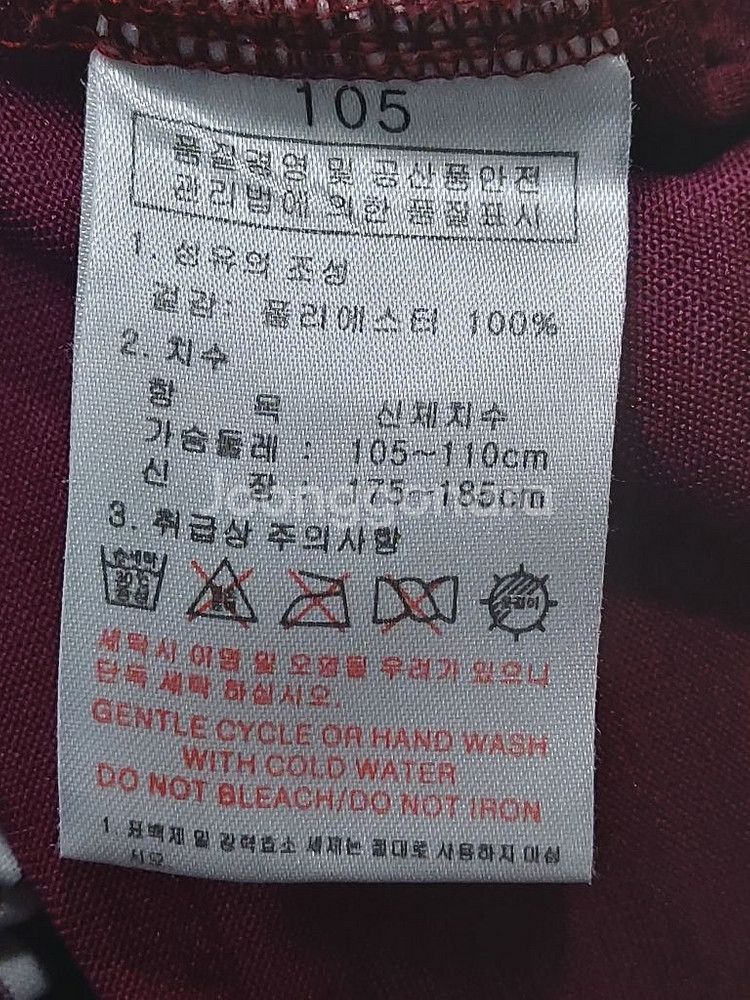 105
품질경영 및 공산품안전
관리법에 의한 품질표시
1. 섬유의 조성
겉감: 폴리에스터 100%
2. 치수
항 목 신체치수
가슴둘레 : 105~110cm
신 장 : 175~185cm
3. 취급상 주의사항
손세탁
30℃
중성
옷걸이
세탁시 이염 및 오염될 우려가 있으니
단독 세탁 하십시오.
GENTLE CYCLE OR HAND WASH
WITH COLD WATER
DO NOT BLEACH/DO NOT IRON
1. 표백제 및 강력효소 세제는 절대로 사용하지 마십
시요